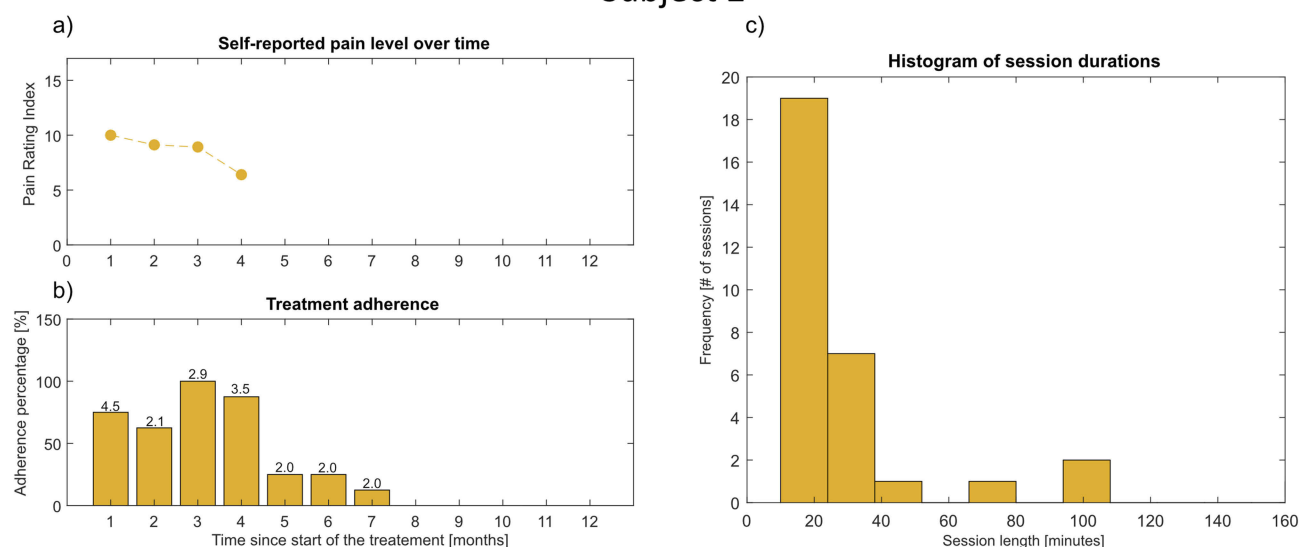 a)
Self-reported pain level over time
Pain Rating Index
15
10
5
0
0 1 2 3 4 5 6 7 8 9 10 11 12
b)
Treatment adherence
Adherence percentage [%]
150
100
50
0
4.5 2.1 2.9 3.5 2.0 2.0 2.0
1 2 3 4 5 6 7 8 9 10 11 12
Time since start of the treatement [months]
c)
Histogram of session durations
Frequency [# of sessions]
20
18
16
14
12
10
8
6
4
2
0
0 20 40 60 80 100 120 140 160
Session length [minutes]